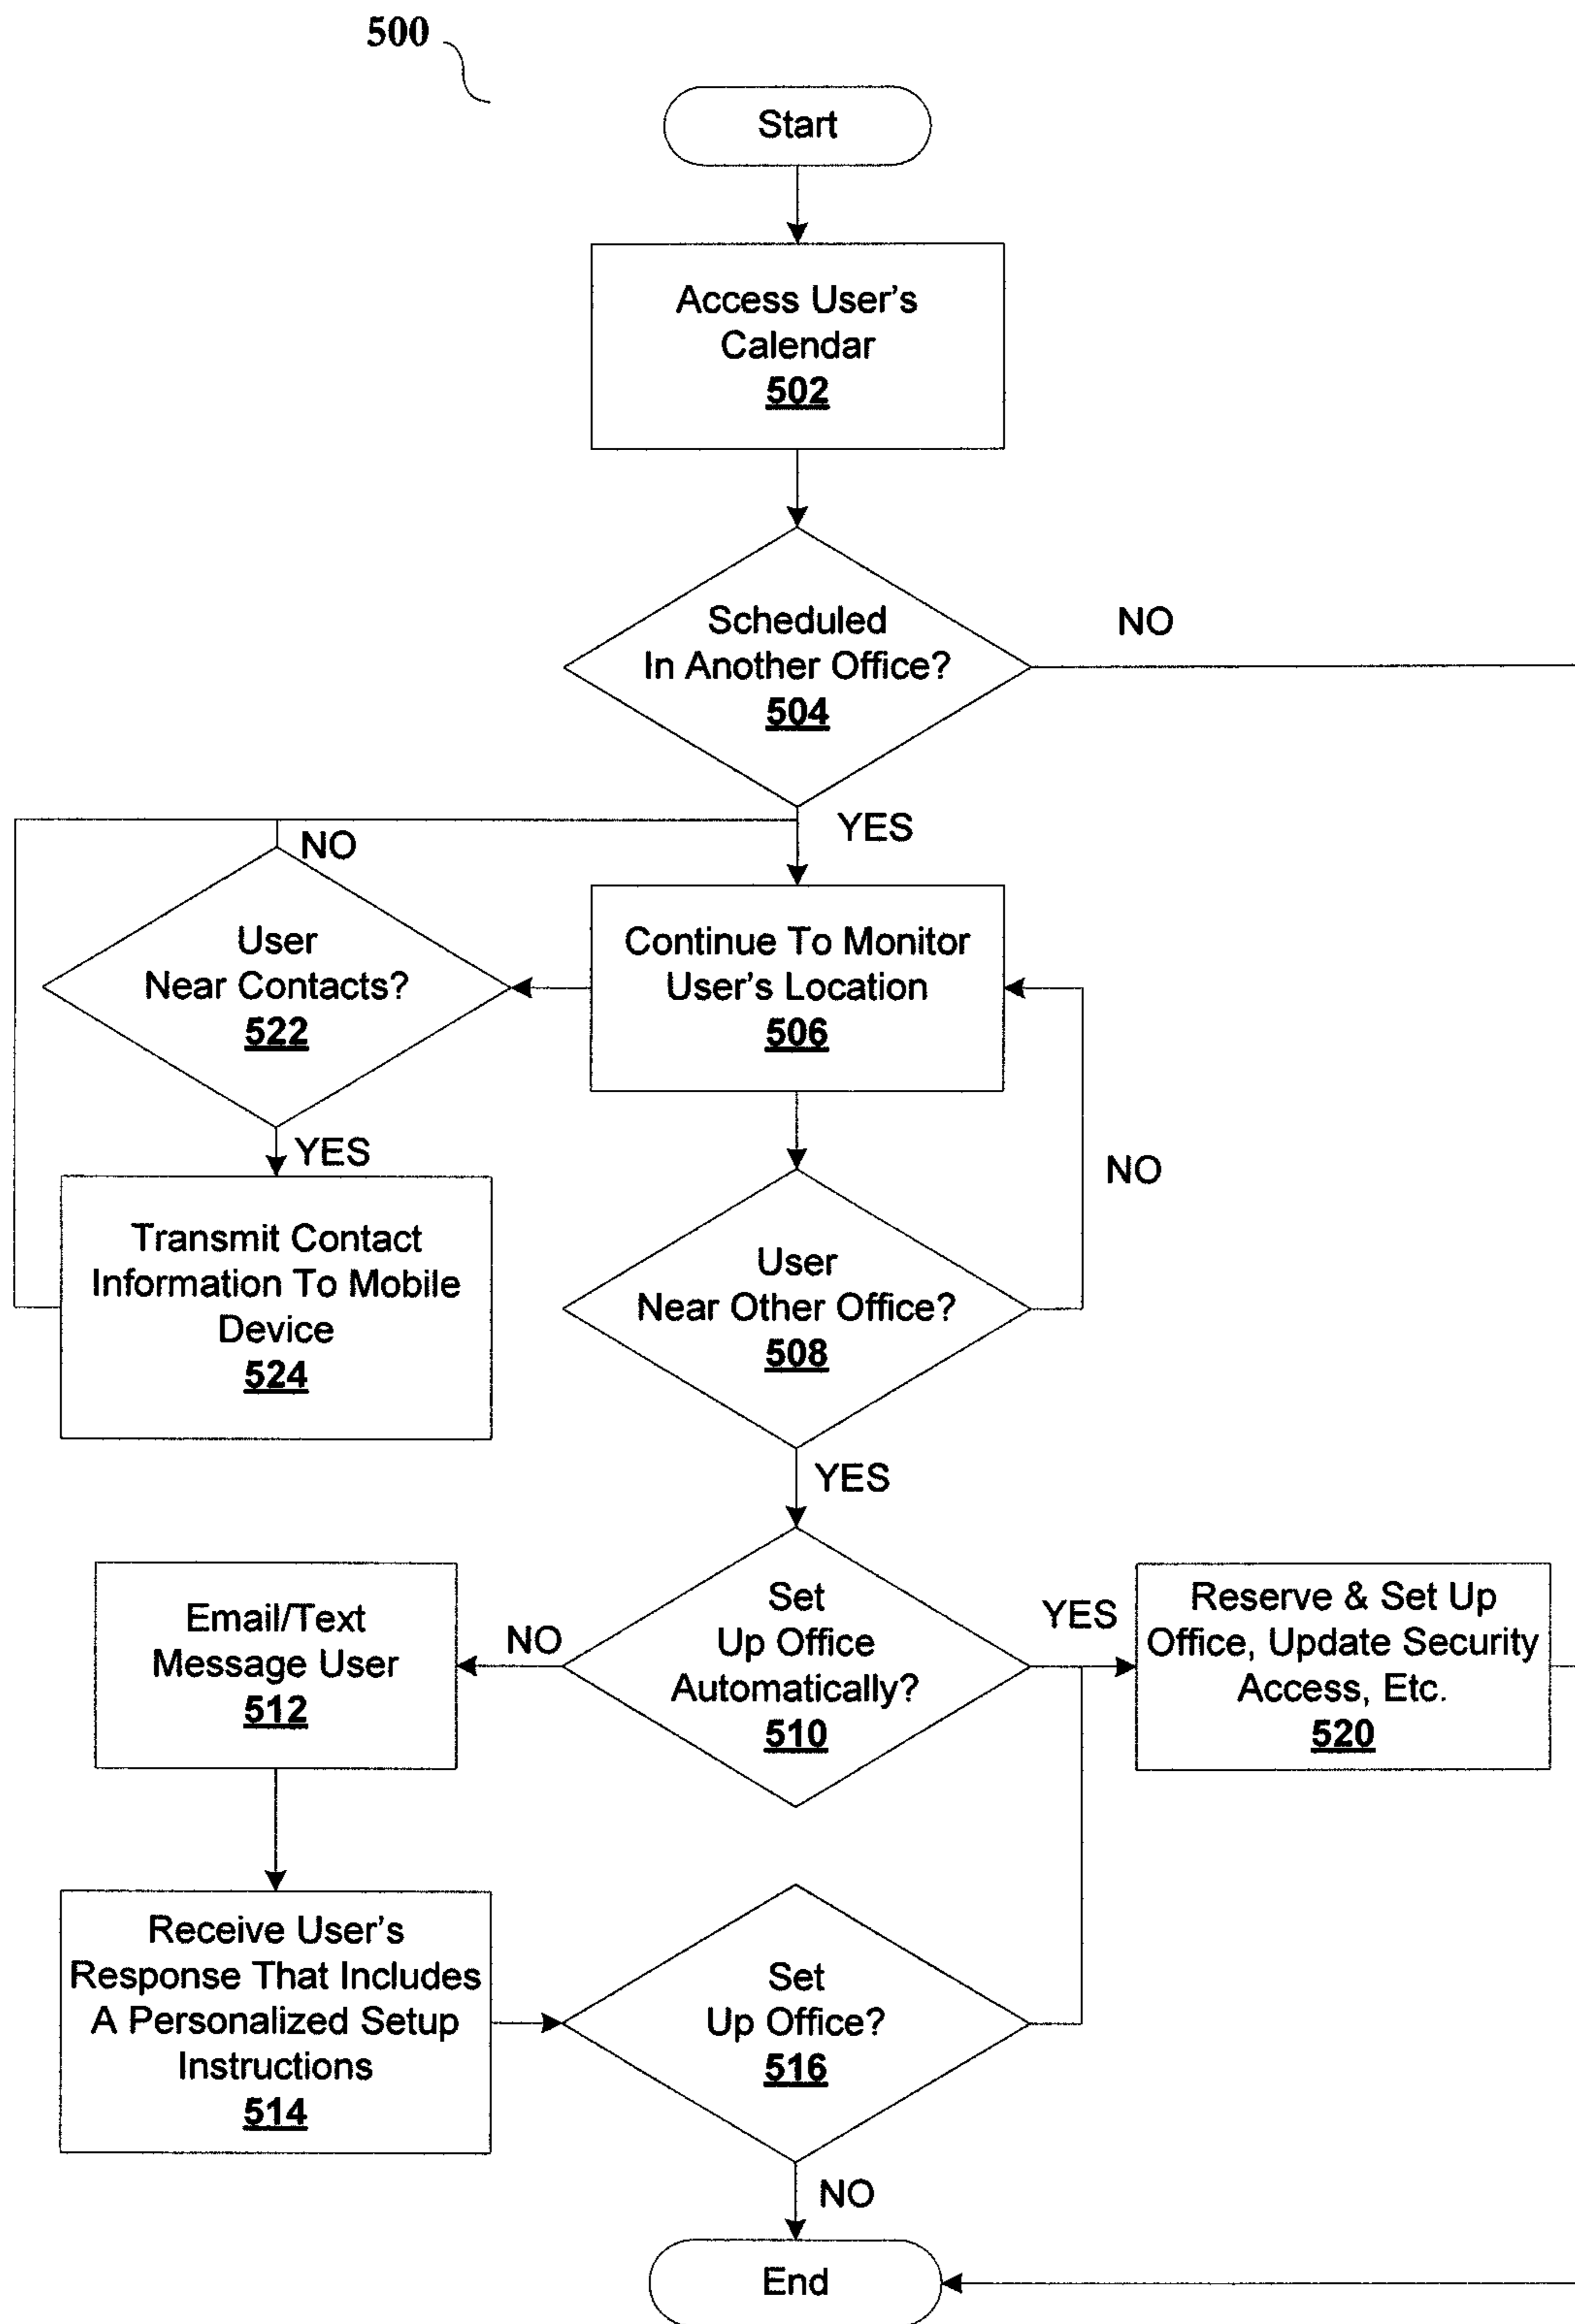 500
Start
Access User's
Calendar
502
Scheduled
In Another Office?
504
NO
YES
NO
User
Near Contacts?
522
Continue To Monitor
User's Location
506
YES
NO
Transmit Contact
Information To Mobile
Device
524
User
Near Other Office?
508
YES
Email/Text
Message User
512
NO
Set
Up Office
Automatically?
510
YES
Reserve & Set Up
Office, Update Security
Access, Etc.
520
Receive User's
Response That Includes
A Personalized Setup
Instructions
514
Set
Up Office?
516
NO
End